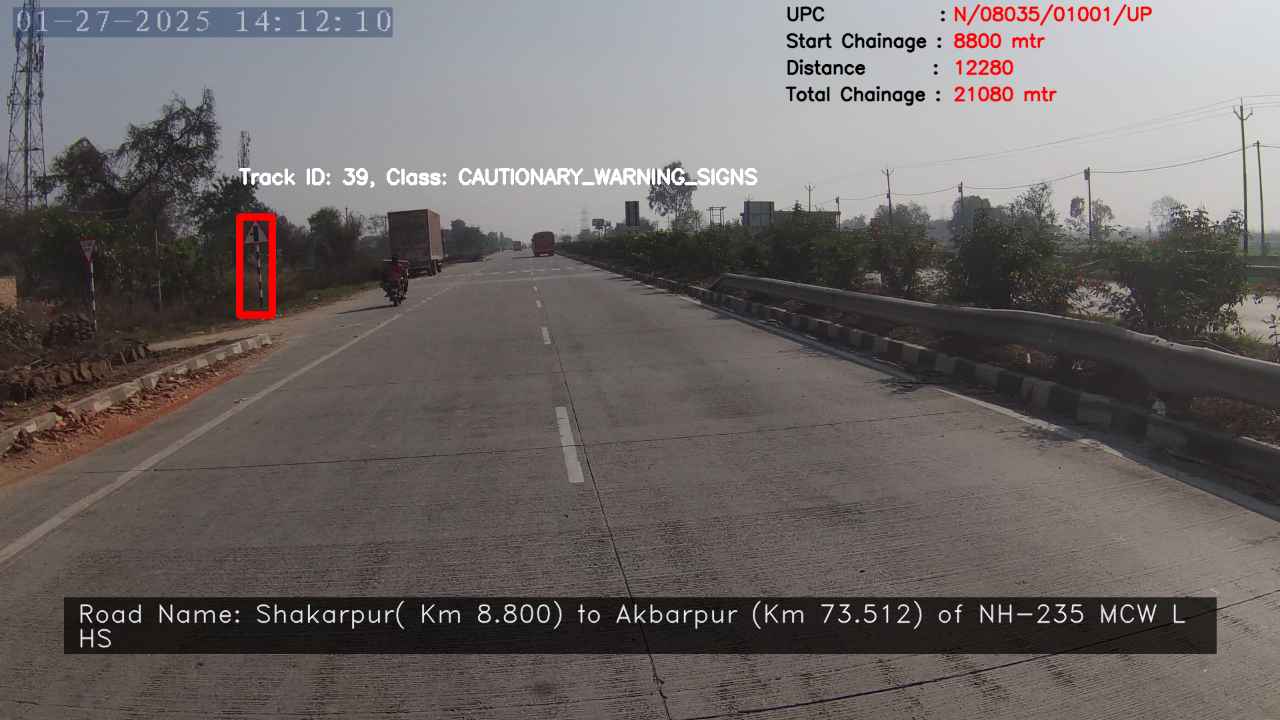 01-27-2025 14:12:10
UPC : N/08035/01001/UP
Start Chainage : 8800 mtr
Distance : 12280
Total Chainage : 21080 mtr
Track ID: 39, Class: CAUTIONARY_WARNING_SIGNS
Road Name: Shakarpur( Km 8.800) to Akbarpur (Km 73.512) of NH-235 MCW L
HS